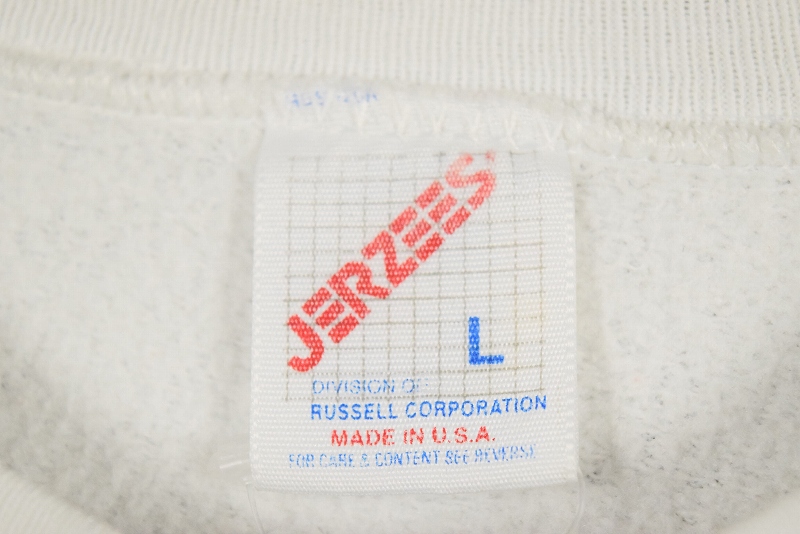 JERZEES
L
DIVISION OF
RUSSELL CORPORATION
MADE IN U.S.A.
FOR CARE & CONTENT SEE REVERSE